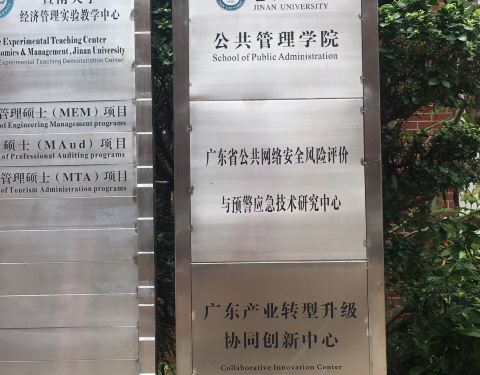 暨南大学
经济管理实验教学中心
Experimental Teaching Center
Management, Jinan University
Experimental Teaching Demonstration Center
管理硕士（MEM）项目
of Engineering Management programs
硕士（MAud）项目
of Professional Auditing programs
管理硕士（MTA）项目
of Tourism Administration programs
JINAN UNIVERSITY
公共管理学院
School of Public Administration
广东省公共网络安全风险评价
与预警应急技术研究中心
广东产业转型升级
协同创新中心
Collaborative Innovation Center